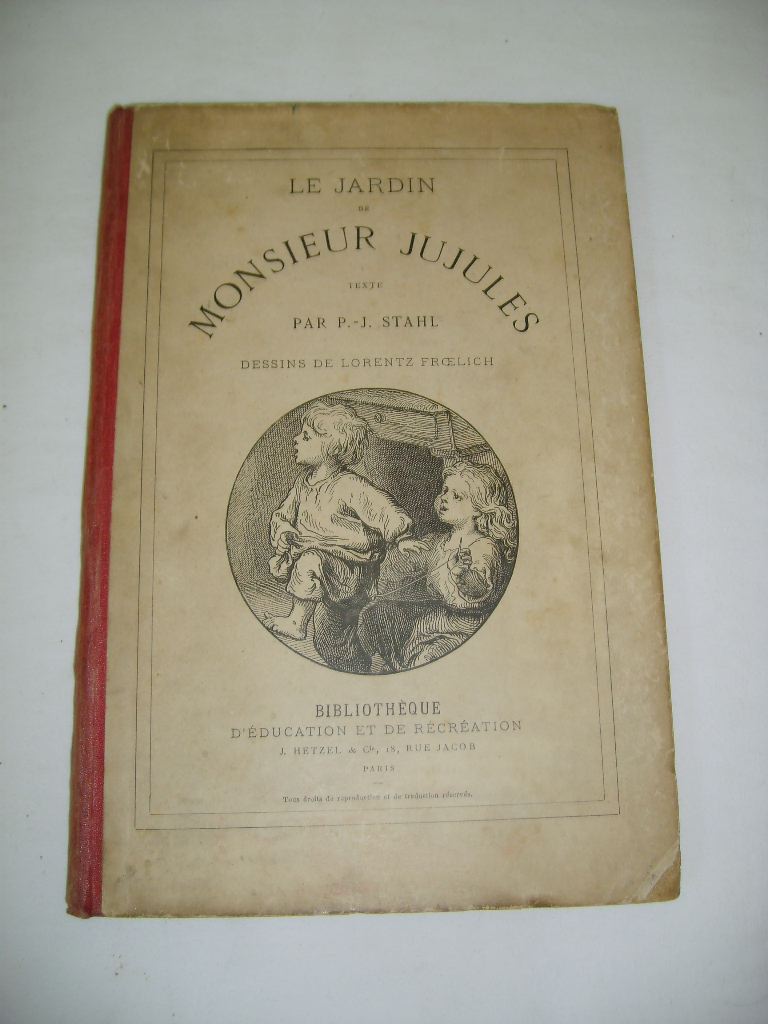 LE JARDIN
DE
MONSIEUR JUJULES
TEXTE
PAR P.-J. STAHL
DESSINS DE LORENTZ FRŒLICH
BIBLIOTHÈQUE
D'ÉDUCATION ET DE RÉCRÉATION
J. HETZEL & Cie, 18, RUE JACOB
PARIS
Tous droits de reproduction et de traduction réservés.